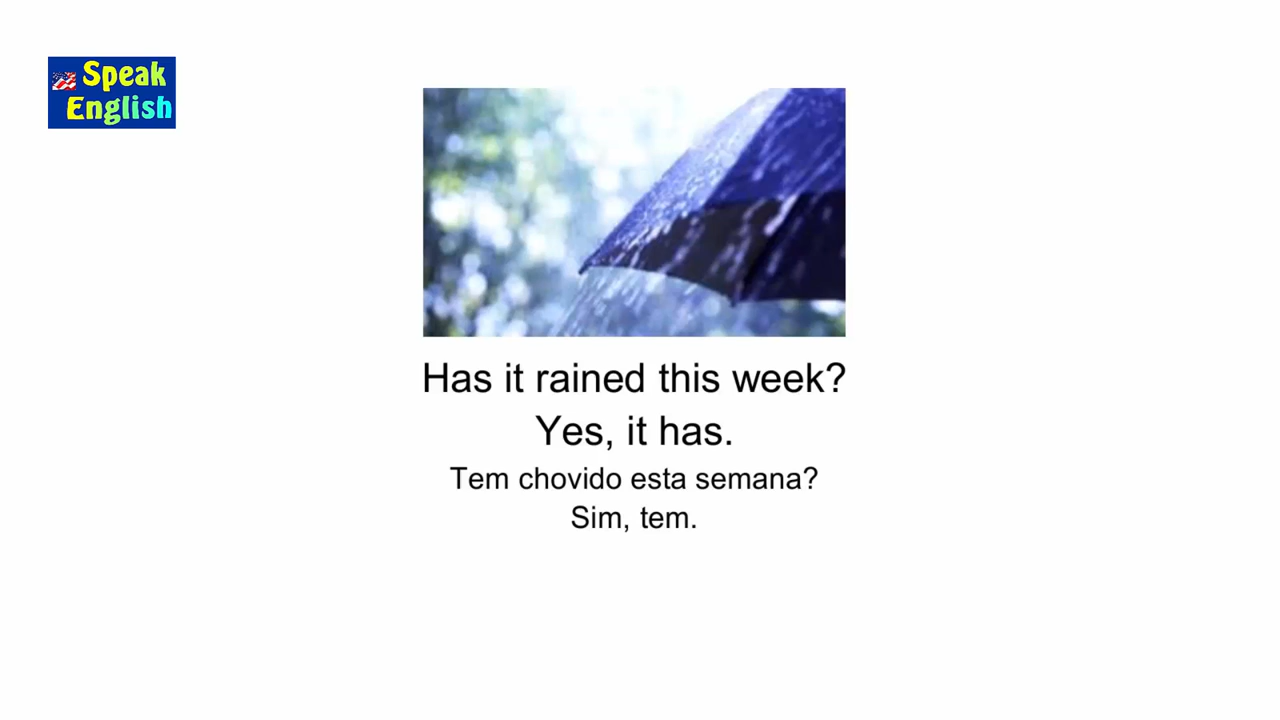 Speak
English
Has it rained this week?
Yes, it has.
Tem chovido esta semana?
Sim, tem.